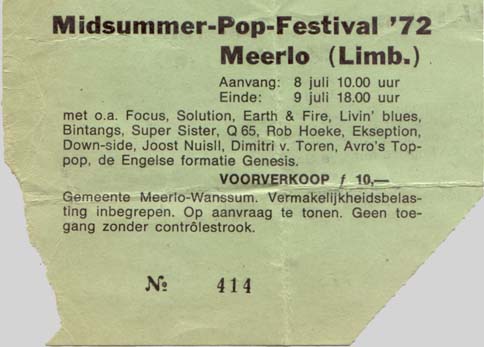 Midsummer-Pop-Festival '72
Meerlo (Limb.)
Aanvang: 8 juli 10.00 uur
Einde: 9 juli 18.00 uur
met o.a. Focus, Solution, Earth & Fire, Livin' blues,
Bintangs, Super Sister, Q 65, Rob Hoeke, Ekseption,
Down-side, Joost Nuisll, Dimitri v. Toren, Avro's Top-
pop, de Engelse formatie Genesis.
VOORVERKOOP f 10,—
Gemeente Meerlo-Wanssum. Vermakelijkheidsbelas-
ting inbegrepen. Op aanvraag te tonen. Geen toe-
gang zonder contrôlestrook.
№ 414